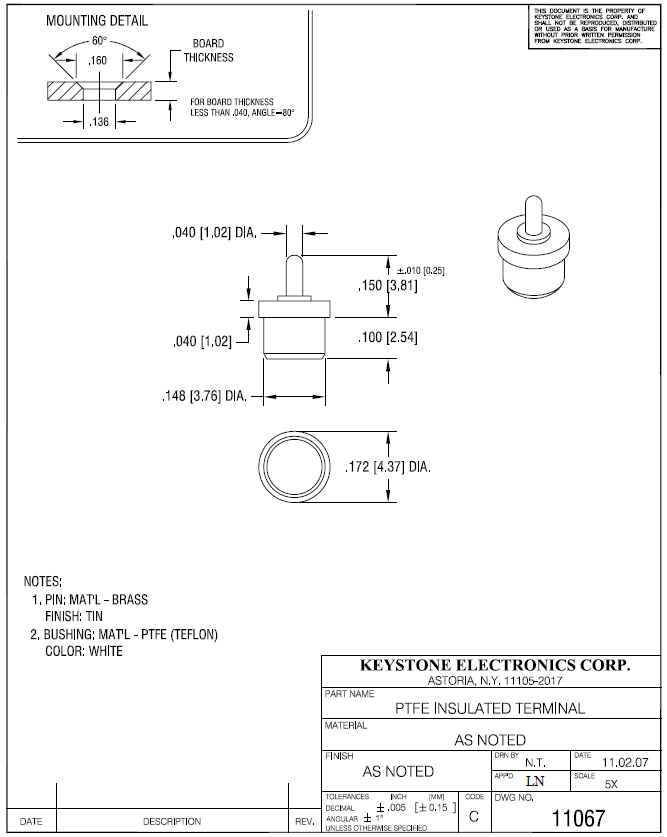 MOUNTING DETAIL
60°
.160
BOARD
THICKNESS
FOR BOARD THICKNESS
LESS THAN .040, ANGLE=80°
.136
THIS DOCUMENT IS THE PROPERTY OF
KEYSTONE ELECTRONICS CORP. AND
SHALL NOT BE REPRODUCED, DISTRIBUTED
OR USED AS A BASIS FOR MANUFACTURE
WITHOUT PRIOR WRITTEN PERMISSION
FROM KEYSTONE ELECTRONICS CORP.
.040 [1.02] DIA.
±.010 [0.25]
.150 [3.81]
.040 [1.02]
.100 [2.54]
.148 [3.76] DIA.
.172 [4.37] DIA.
NOTES:
1. PIN: MAT'L - BRASS
FINISH: TIN
2. BUSHING: MAT'L - PTFE (TEFLON)
COLOR: WHITE
KEYSTONE ELECTRONICS CORP.
ASTORIA, N.Y. 11105-2017
PART NAME
PTFE INSULATED TERMINAL
MATERIAL
AS NOTED
FINISH
AS NOTED
DRN BY N.T.
DATE 11.02.07
APP'D LN
SCALE 5X
TOLERANCES INCH [MM]
DECIMAL ± .005 [± 0.15 ]
ANGULAR ± 1°
UNLESS OTHERWISE SPECIFIED
CODE
C
DWG NO.
11067
DATE DESCRIPTION REV.